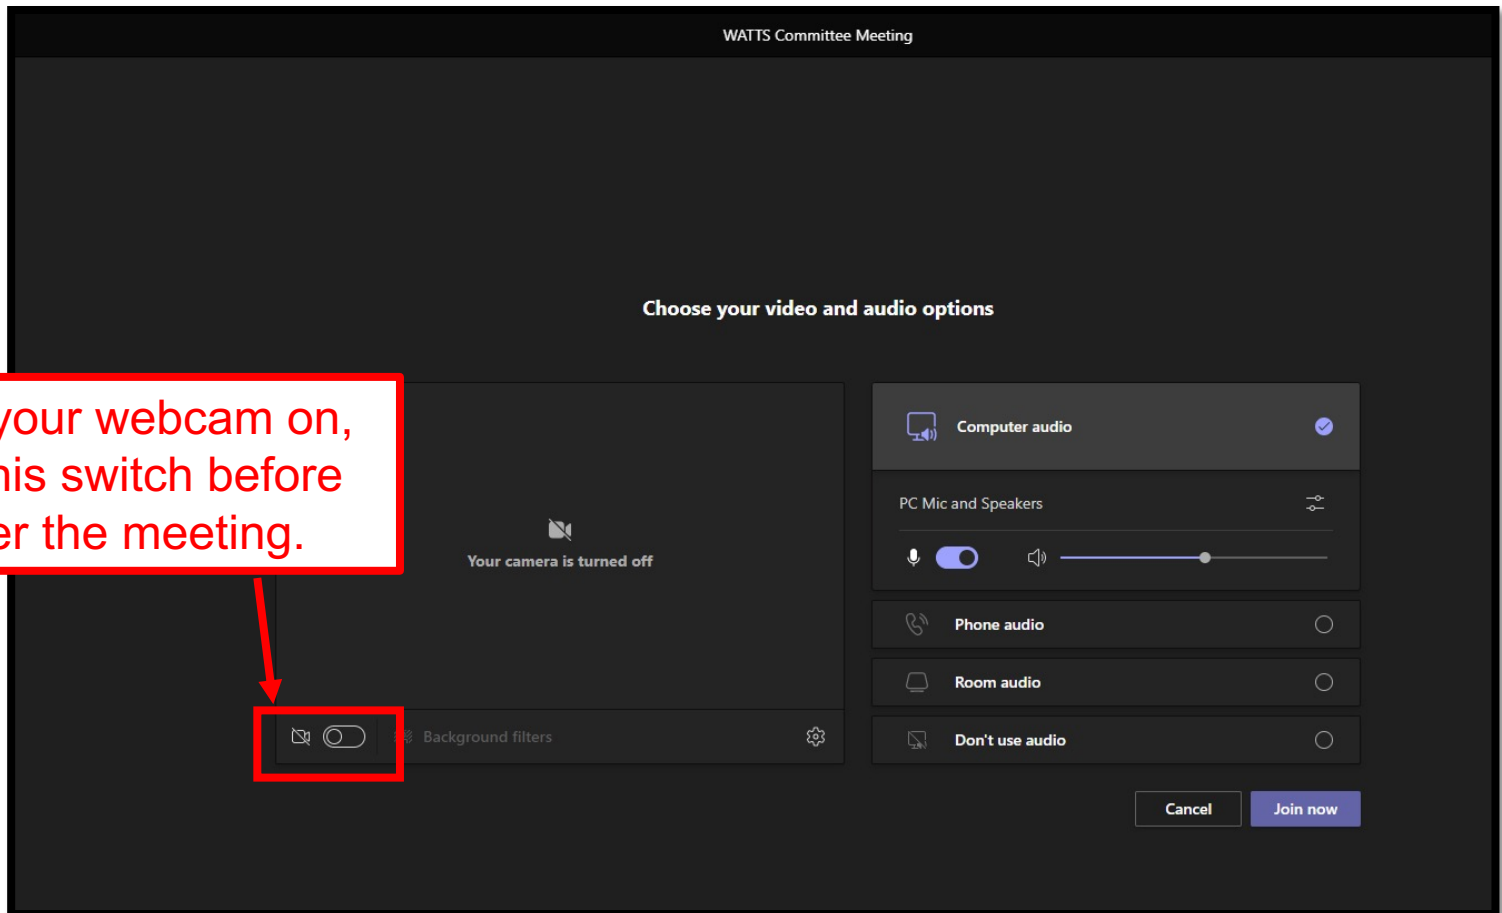 WATTS Committee Meeting
Choose your video and audio options
your webcam on,
his switch before
er the meeting.
Your camera is turned off
Background filters
Computer audio
PC Mic and Speakers
Phone audio
Room audio
Don't use audio
Cancel
Join now